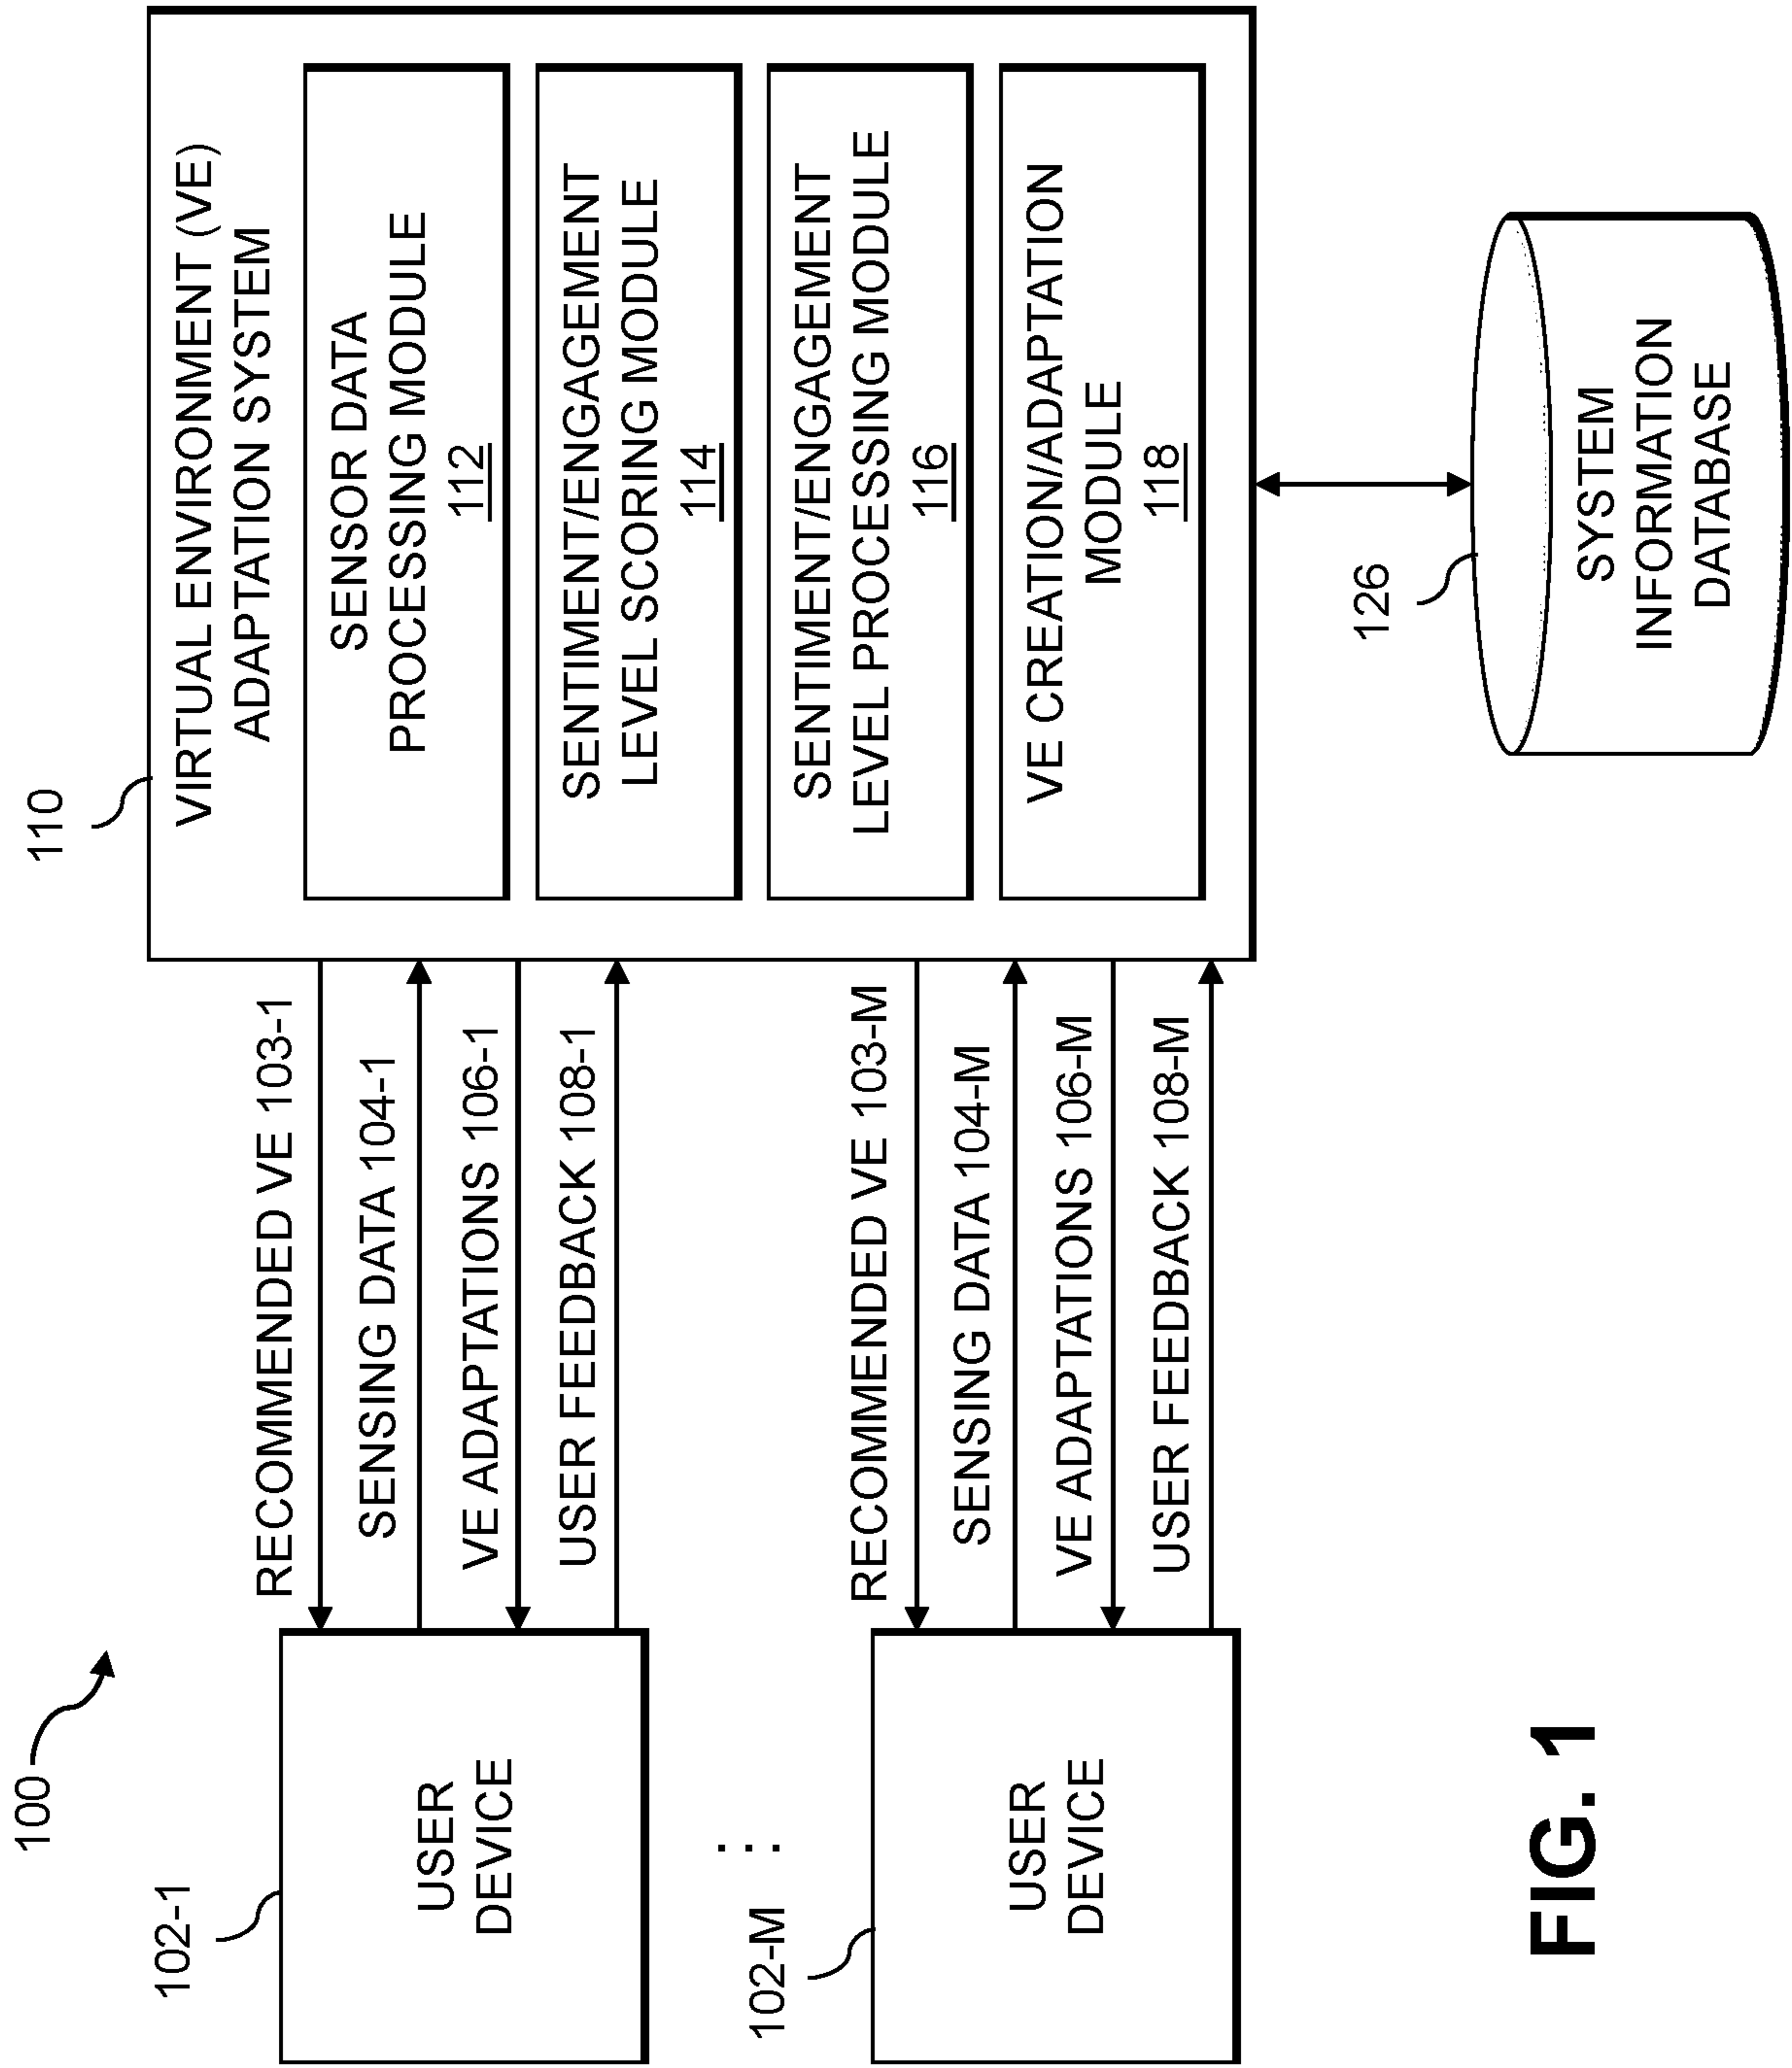 100
110
VIRTUAL ENVIRONMENT (VE)
ADAPTATION SYSTEM
102-1
USER
DEVICE
RECOMMENDED VE 103-1
SENSING DATA 104-1
VE ADAPTATIONS 106-1
USER FEEDBACK 108-1
SENSOR DATA
PROCESSING MODULE
112
SENTIMENT/ENGAGEMENT
LEVEL SCORING MODULE
114
SENTIMENT/ENGAGEMENT
LEVEL PROCESSING MODULE
116
VE CREATION/ADAPTATION
MODULE
118
102-M
USER
DEVICE
RECOMMENDED VE 103-M
SENSING DATA 104-M
VE ADAPTATIONS 106-M
USER FEEDBACK 108-M
126
SYSTEM
INFORMATION
DATABASE
FIG. 1